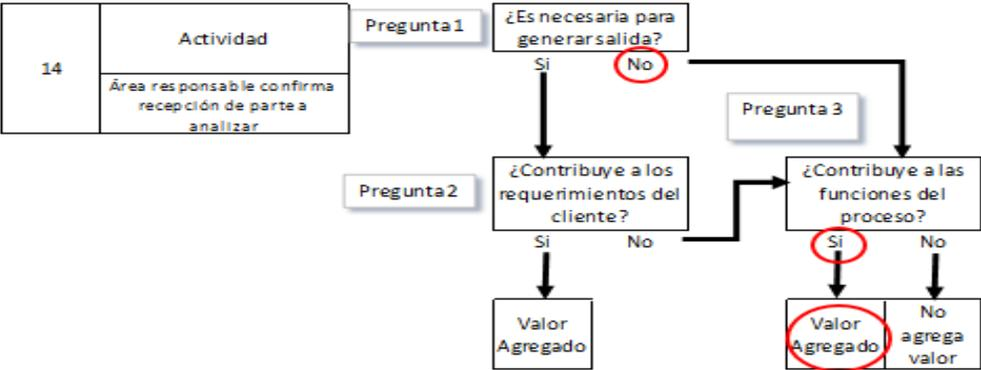 14
Actividad
Área responsable confirma
recepción de parte a
analizar
Pregunta 1
¿Es necesaria para
generar salida?
Si
No
Pregunta 3
Pregunta 2
¿Contribuye a los
requerimientos del
cliente?
Si
No
¿Contribuye a las
funciones del
proceso?
Si
No
Valor
Agregado
Valor
Agregado
No
agrega
valor